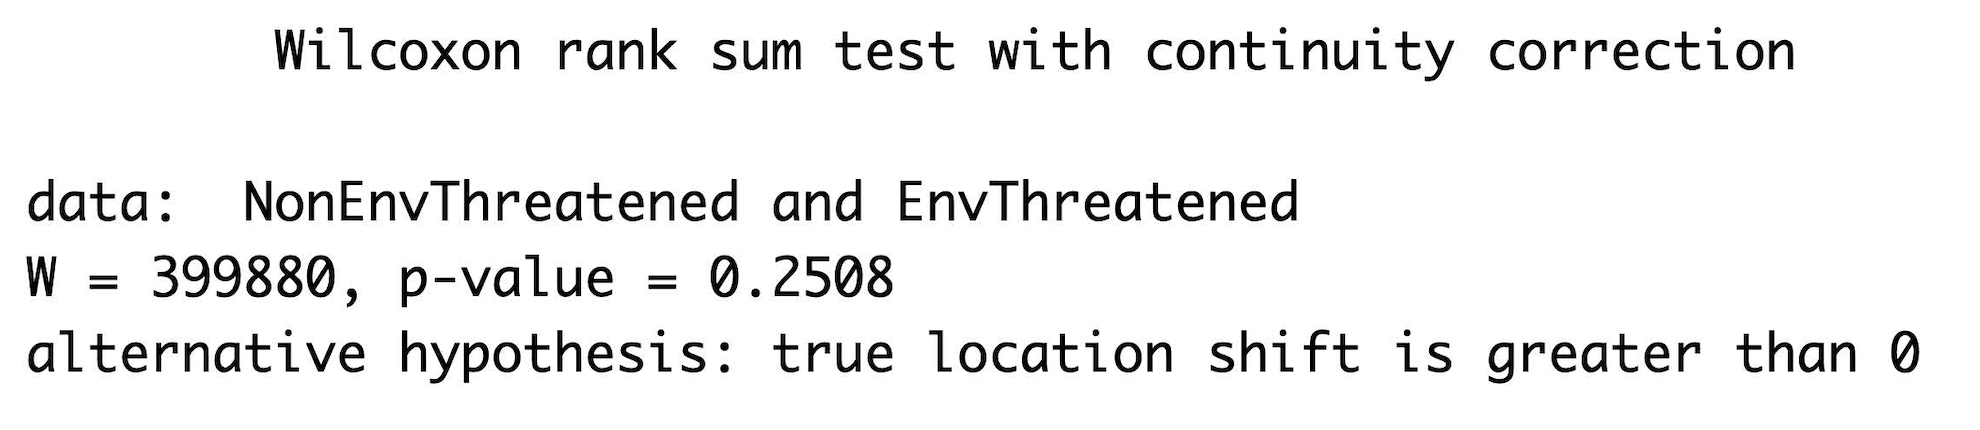 Wilcoxon rank sum test with continuity correction
data:  NonEnvThreatened and EnvThreatened
W = 399880, p-value = 0.2508
alternative hypothesis: true location shift is greater than 0